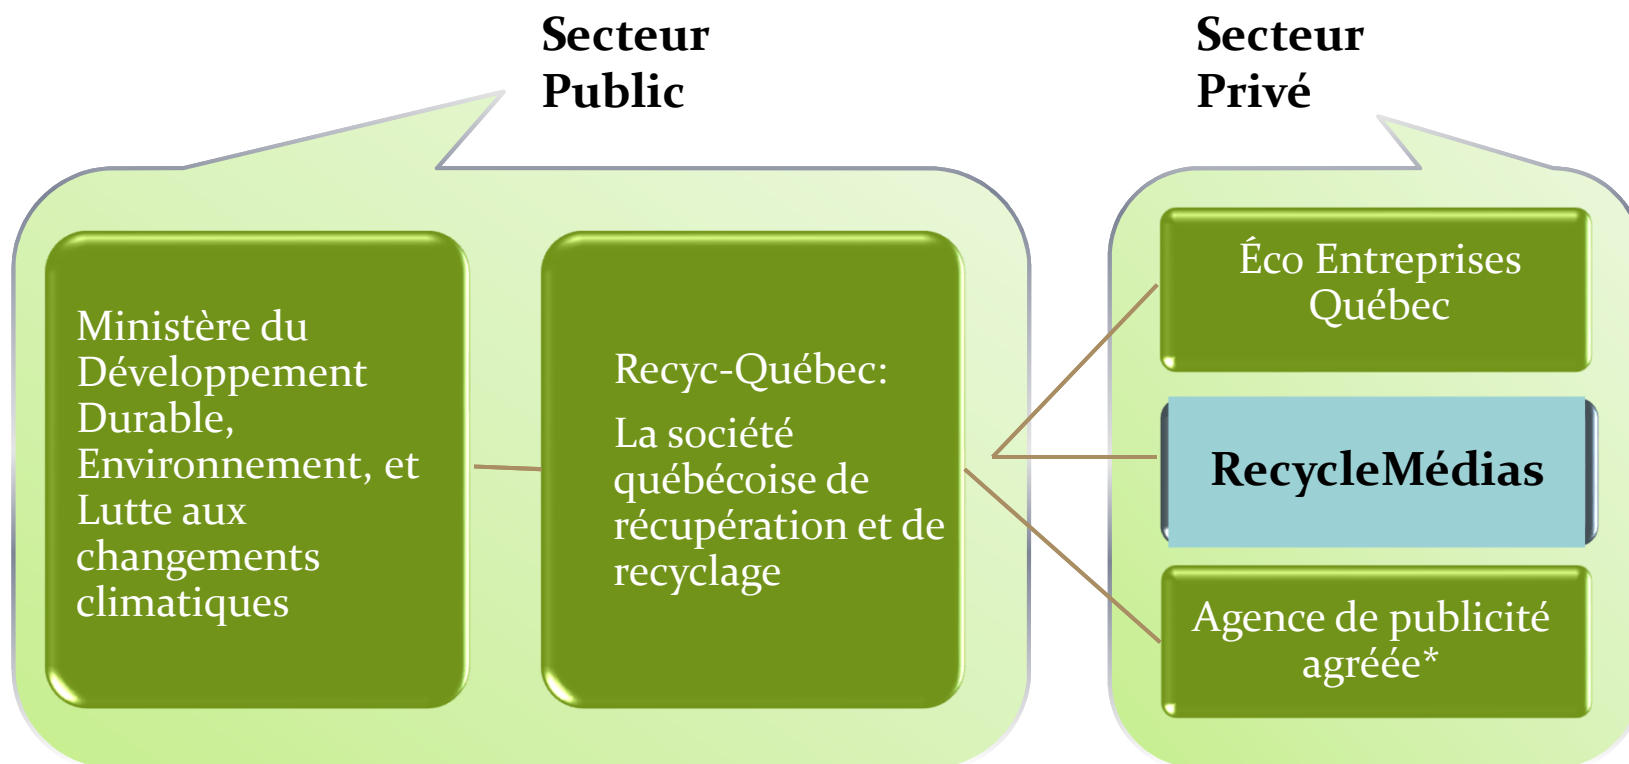 Secteur
Public
Secteur
Privé
Ministère du
Développement
Durable,
Environnement, et
Lutte aux
changements
climatiques
Recyc-Québec:
La société
québécoise de
récupération et de
recyclage
Éco Entreprises
Québec
RecycleMédias
Agence de publicité
agréée*